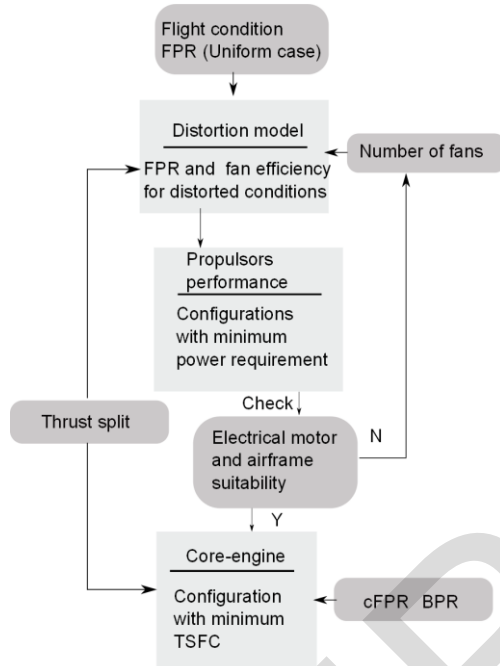 Flight condition
FPR (Uniform case)
Distortion model
FPR and fan efficiency
for distorted conditions
Number of fans
Propulsors
performance
Configurations
with minimum
power requirement
Check
Thrust split
Electrical motor
and airframe
suitability
N
Y
Core-engine
Configuration
with minimum
TSFC
cFPR BPR